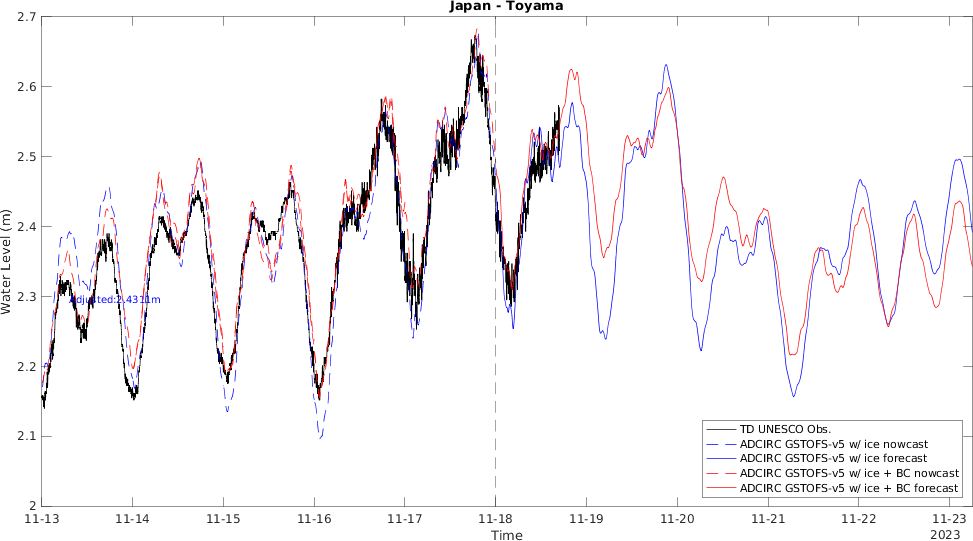 Japan - Toyama
2.7
2.6
2.5
2.4
2.3
2.2
2.1
2
Water Level (m)
Adjusted:2.4311m
TD UNESCO Obs.
ADCIRC GSTOFS-v5 w/ ice nowcast
ADCIRC GSTOFS-v5 w/ ice forecast
ADCIRC GSTOFS-v5 w/ ice + BC nowcast
ADCIRC GSTOFS-v5 w/ ice + BC forecast
11-13 11-14 11-15 11-16 11-17 11-18 11-19 11-20 11-21 11-22 11-23
Time
2023